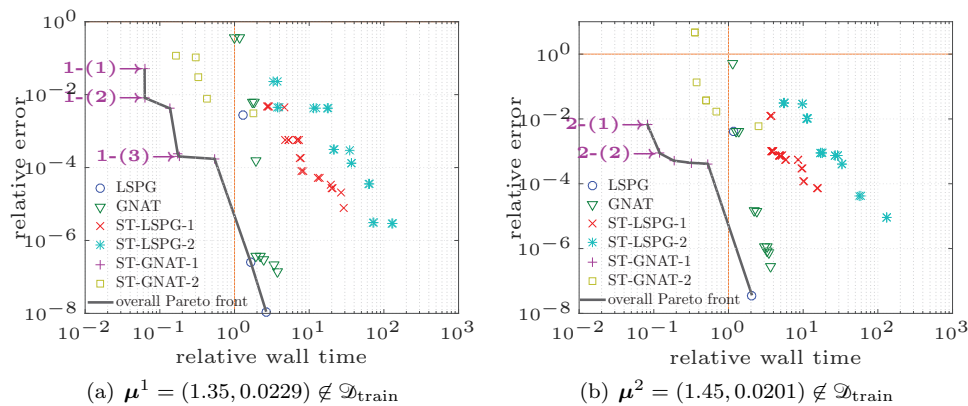 10^0
10^-2
10^-4
10^-6
10^-8
relative error
1-(1)
1-(2)
1-(3)
LSPG
GNAT
ST-LSPG-1
ST-LSPG-2
ST-GNAT-1
ST-GNAT-2
overall Pareto front
10^-2 10^-1 10^0 10^1 10^2 10^3
relative wall time
(a) μ^1 = (1.35, 0.0229) ∉ 𝒟_train
10^0
10^-2
10^-4
10^-6
10^-8
relative error
2-(1)
2-(2)
LSPG
GNAT
ST-LSPG-1
ST-LSPG-2
ST-GNAT-1
ST-GNAT-2
overall Pareto front
10^-2 10^-1 10^0 10^1 10^2 10^3
relative wall time
(b) μ^2 = (1.45, 0.0201) ∉ 𝒟_train